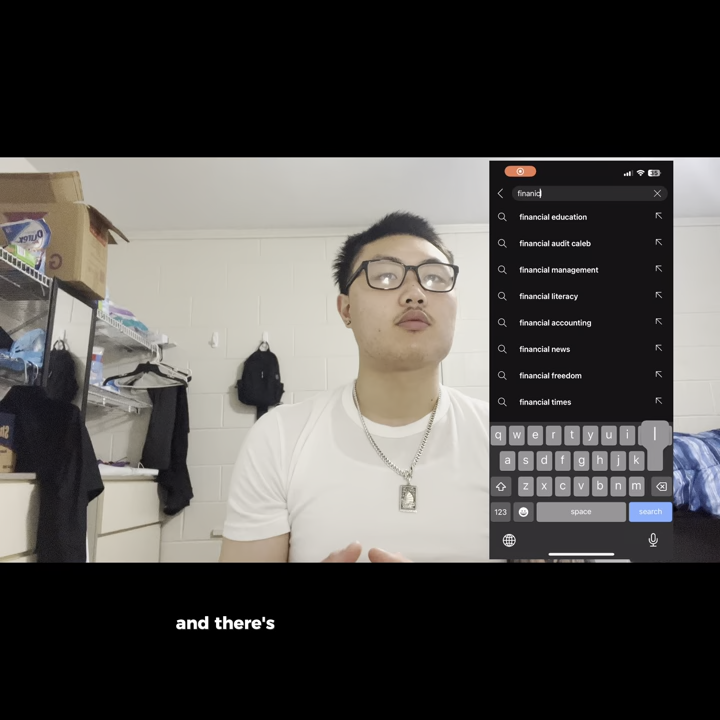 finanic
financial education
financial audit caleb
financial management
financial literacy
financial accounting
financial news
financial freedom
financial times
q w e r t y u i l
a s d f g h j k
z x c v b n m
123 space search
and there's